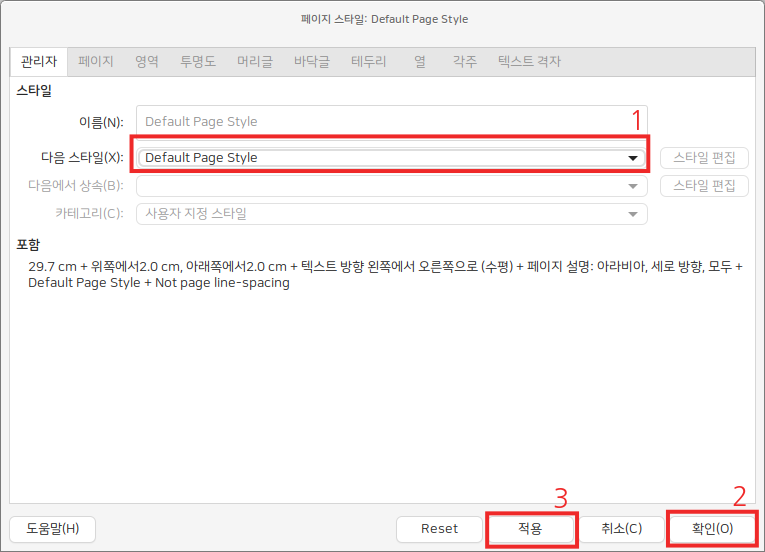 페이지 스타일: Default Page Style
관리자 페이지 영역 투명도 머리글 바닥글 테두리 열 각주 텍스트 격자
스타일
1
이름(N): Default Page Style
다음 스타일(X): Default Page Style 스타일 편집
다음에서 상속(B): 스타일 편집
카테고리(C): 사용자 지정 스타일
포함
29.7 cm + 위쪽에서2.0 cm, 아래쪽에서2.0 cm + 텍스트 방향 왼쪽에서 오른쪽으로 (수평) + 페이지 설명: 아라비아, 세로 방향, 모두 +
Default Page Style + Not page line-spacing
3 2
도움말(H) Reset 적용 취소(C) 확인(O)